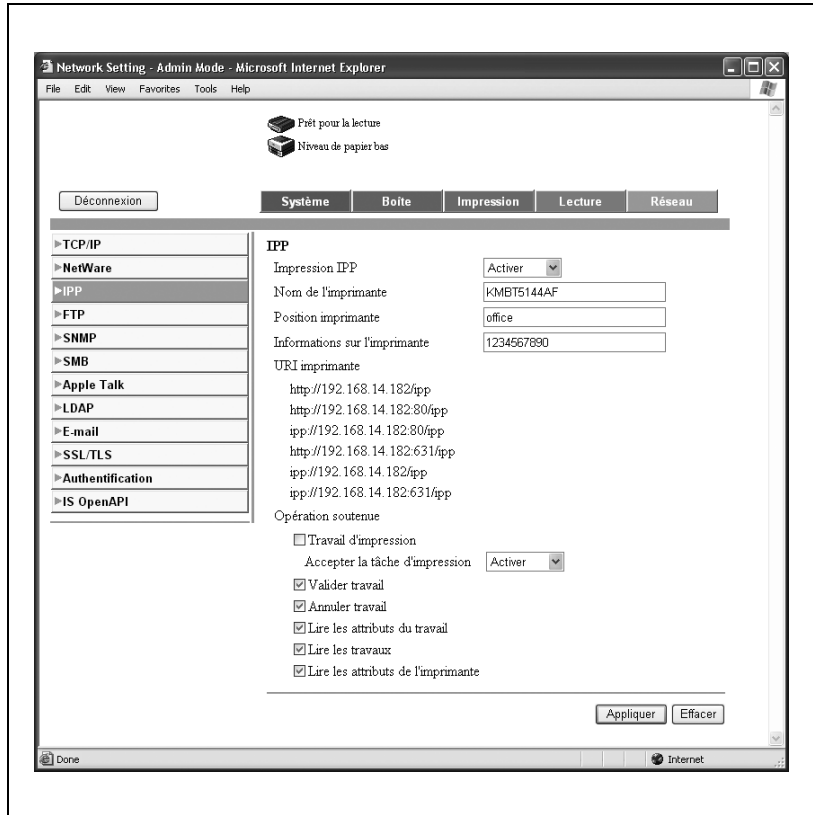 Network Setting - Admin Mode - Microsoft Internet Explorer
File Edit View Favorites Tools Help
Prêt pour la lecture
Niveau de papier bas
Déconnexion
Système Boîte Impression Lecture Réseau
TCP/IP
NetWare
IPP
FTP
SNMP
SMB
Apple Talk
LDAP
E-mail
SSL/TLS
Authentification
IS OpenAPI
IPP
Impression IPP Activer
Nom de l'imprimante KMBT5144AF
Position imprimante office
Informations sur l'imprimante 1234567890
URI imprimante
http://192.168.14.182/ipp
http://192.168.14.182:80/ipp
ipp://192.168.14.182:80/ipp
http://192.168.14.182:631/ipp
ipp://192.168.14.182/ipp
ipp://192.168.14.182:631/ipp
Opération soutenue
Travail d'impression
Accepter la tâche d'impression Activer
Valider travail
Annuler travail
Lire les attributs du travail
Lire les travaux
Lire les attributs de l'imprimante
Appliquer Effacer
Done Internet